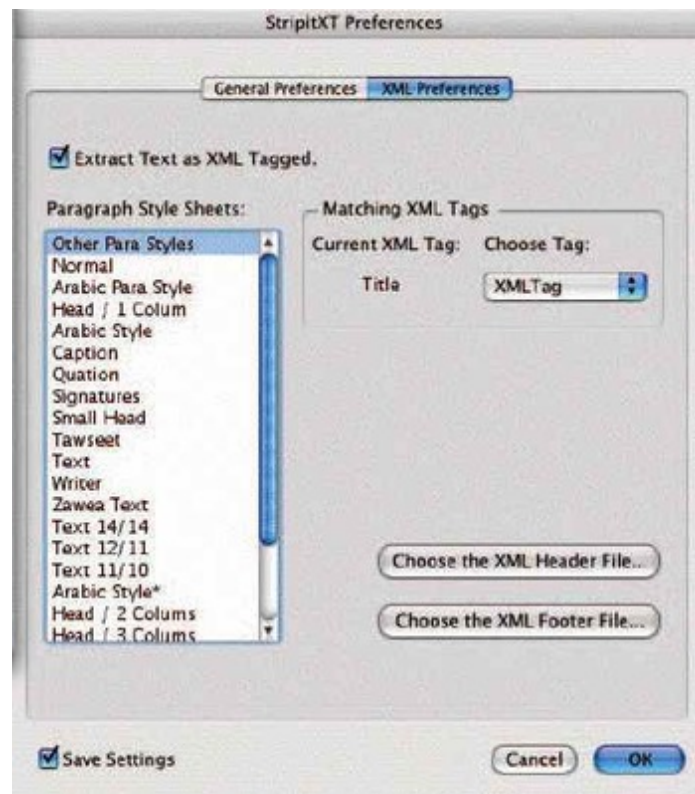 StripitXT Preferences
General Preferences XML Preferences
Extract Text as XML Tagged.
Paragraph Style Sheets:
Other Para Styles
Normal
Arabic Para Style
Head / 1 Colum
Arabic Style
Caption
Quation
Signatures
Small Head
Tawseet
Text
Writer
Zawea Text
Text 14/14
Text 12/11
Text 11/10
Arabic Style*
Head / 2 Colums
Head / 3 Colums
Matching XML Tags
Current XML Tag: Choose Tag:
Title XMLTag
Choose the XML Header File...
Choose the XML Footer File...
Save Settings
Cancel OK